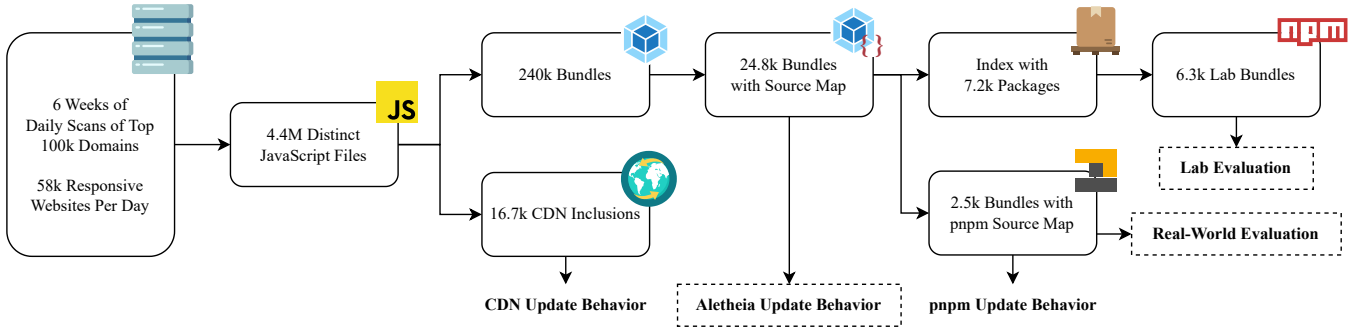 6 Weeks of
Daily Scans of Top
100k Domains
58k Responsive
Websites Per Day
4.4M Distinct
JavaScript Files
JS
240k Bundles
16.7k CDN Inclusions
CDN Update Behavior
24.8k Bundles
with Source Map
{}
Aletheia Update Behavior
Index with
7.2k Packages
2.5k Bundles with
pnpm Source Map
pnpm Update Behavior
Real-World Evaluation
npm
6.3k Lab Bundles
Lab Evaluation